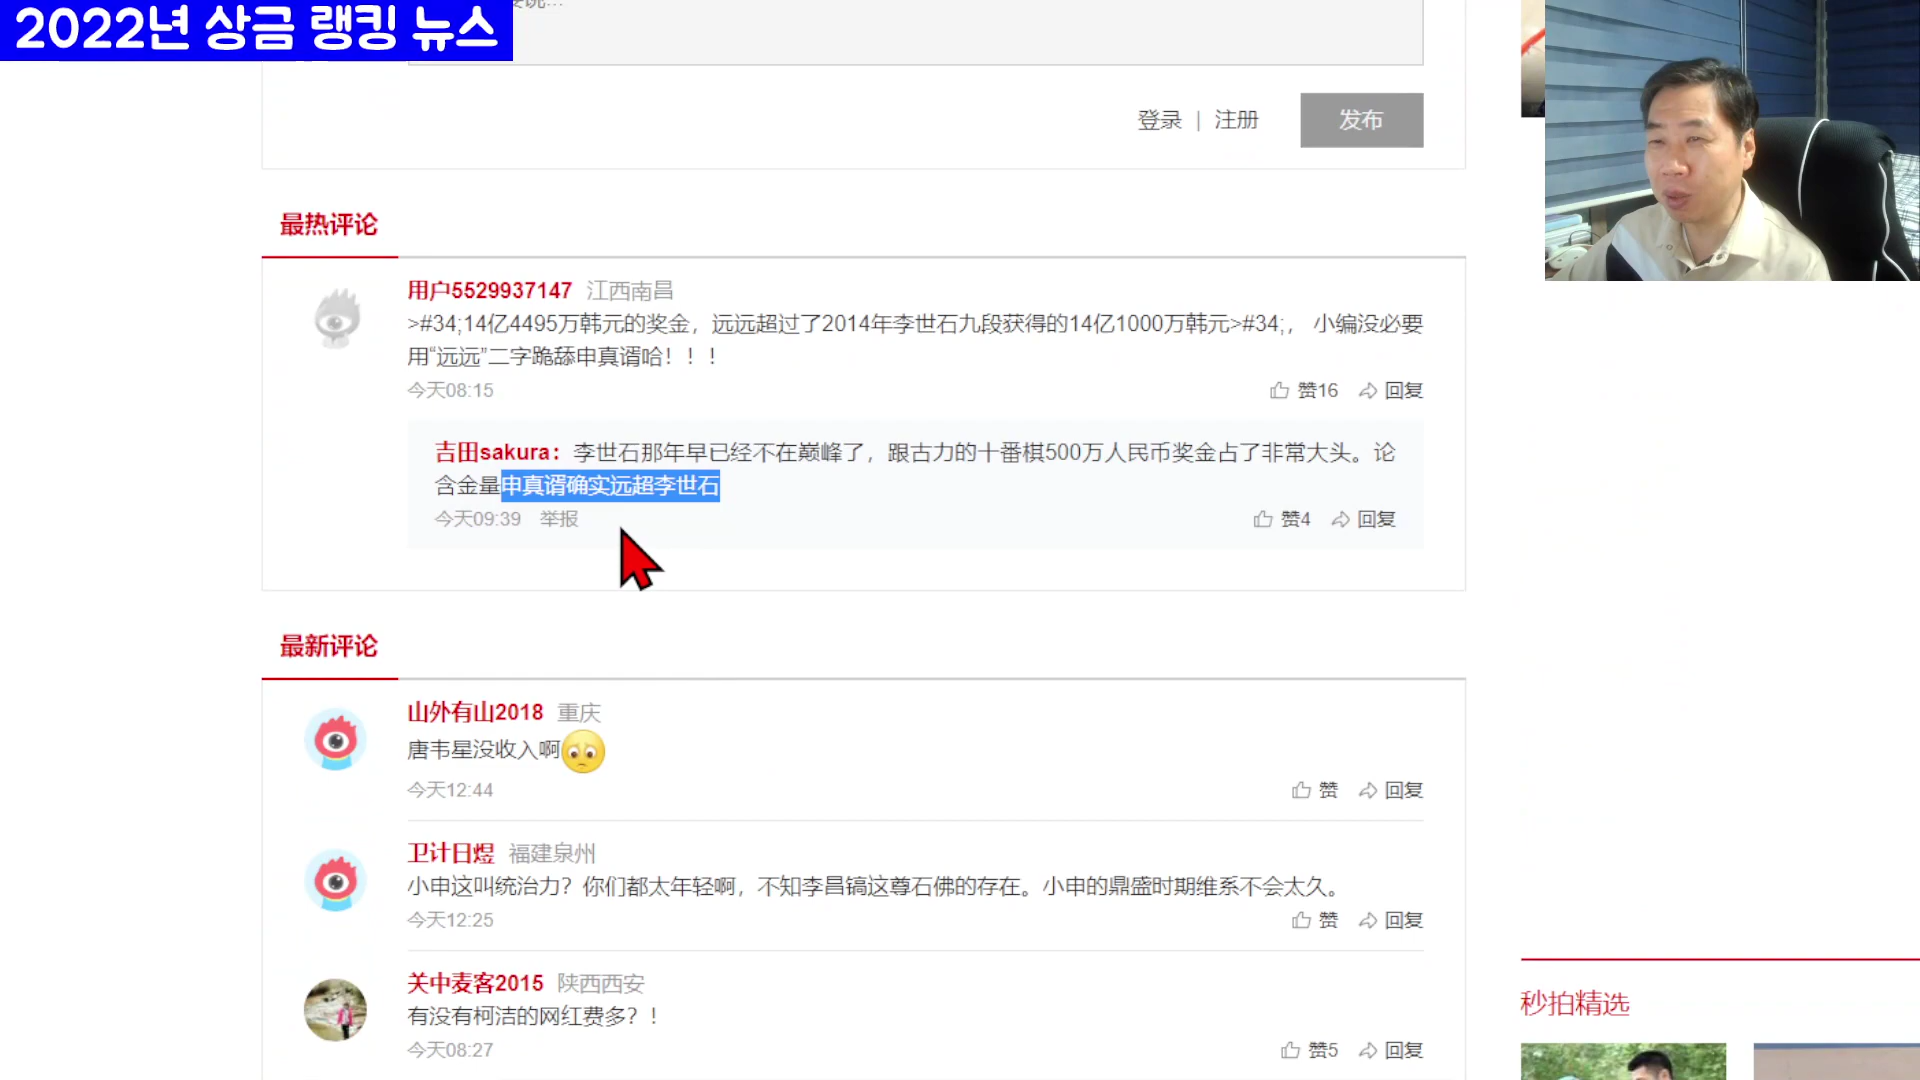 2022년 상금 랭킹 뉴스
登录 | 注册 发布
最热评论
用户5529937147 江西南昌
>#34;14亿4495万韩元的奖金，远远超过了2014年李世石九段获得的14亿1000万韩元>#34;， 小编没必要
用“远远”二字跪舔申真谞哈！！！
今天08:15 赞16 回复
吉田sakura：李世石那年早已经不在巅峰了，跟古力的十番棋500万人民币奖金占了非常大头。论
含金量申真谞确实远超李世石
今天09:39 举报 赞4 回复
最新评论
山外有山2018 重庆
唐韦星没收入啊
今天12:44 赞 回复
卫计日煜 福建泉州
小申这叫统治力？你们都太年轻啊，不知李昌镐这尊石佛的存在。小申的鼎盛时期维系不会太久。
今天12:25 赞 回复
关中麦客2015 陕西西安
有没有柯洁的网红费多？！
今天08:27 赞5 回复
秒拍精选